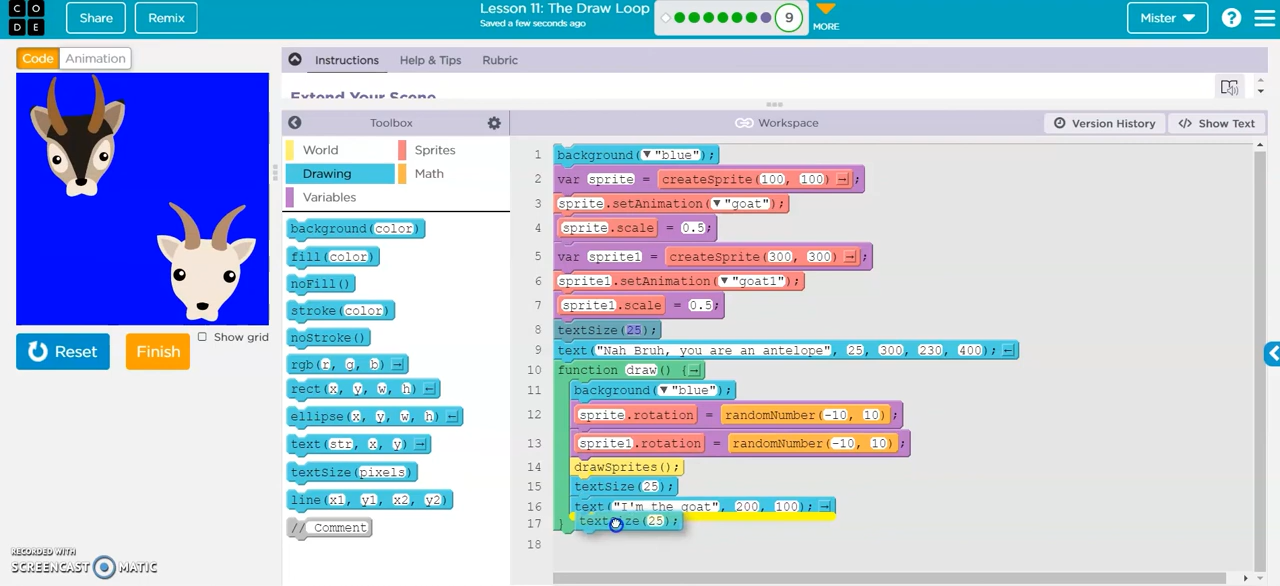 CO
DE
Share
Remix
Lesson 11: The Draw Loop
Saved a few seconds ago
9
MORE
Mister
?
Code
Animation
Instructions
Help & Tips
Rubric
Extend Your Scene
Toolbox
Workspace
Version History
</> Show Text
World
Sprites
Drawing
Math
Variables
background(color)
fill(color)
noFill()
stroke(color)
noStroke()
rgb(r, g, b)
rect(x, y, w, h)
ellipse(x, y, w, h)
text(str, x, y)
textSize(pixels)
line(x1, y1, x2, y2)
// Comment
Reset
Finish
Show grid
1 background("blue");
2 var sprite = createSprite(100, 100);
3 sprite.setAnimation("goat");
4 sprite.scale = 0.5;
5 var sprite1 = createSprite(300, 300);
6 sprite1.setAnimation("goat1");
7 sprite1.scale = 0.5;
8 textSize(25);
9 text("Nah Bruh, you are an antelope", 25, 300, 230, 400);
10 function draw() {
11 background("blue");
12 sprite.rotation = randomNumber(-10, 10);
13 sprite1.rotation = randomNumber(-10, 10);
14 drawSprites();
15 textSize(25);
16 text("I'm the goat", 200, 100);
17 } textSize(25);
18
RECORDED WITH
SCREENCAST MATIC